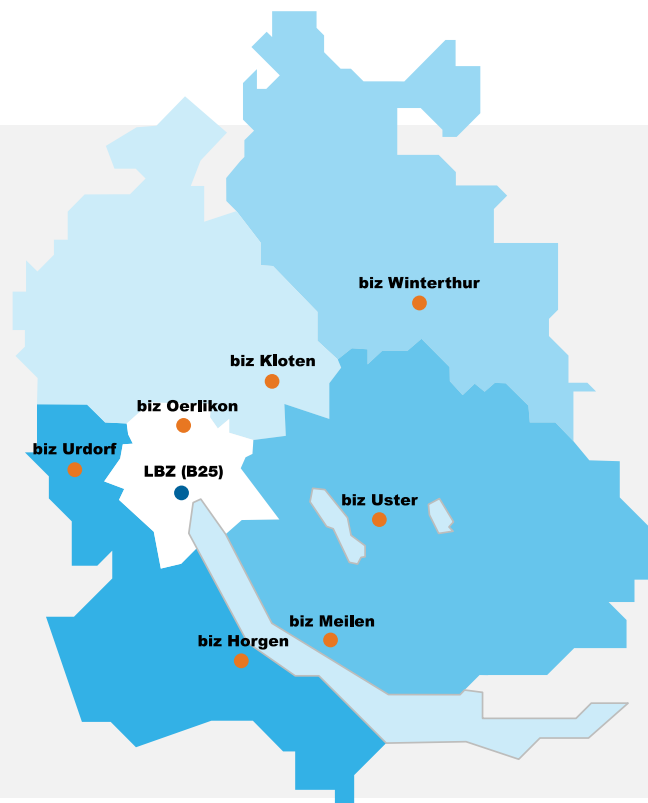 biz Winterthur
biz Kloten
biz Oerlikon
biz Urdorf
LBZ (B25)
biz Uster
biz Meilen
biz Horgen